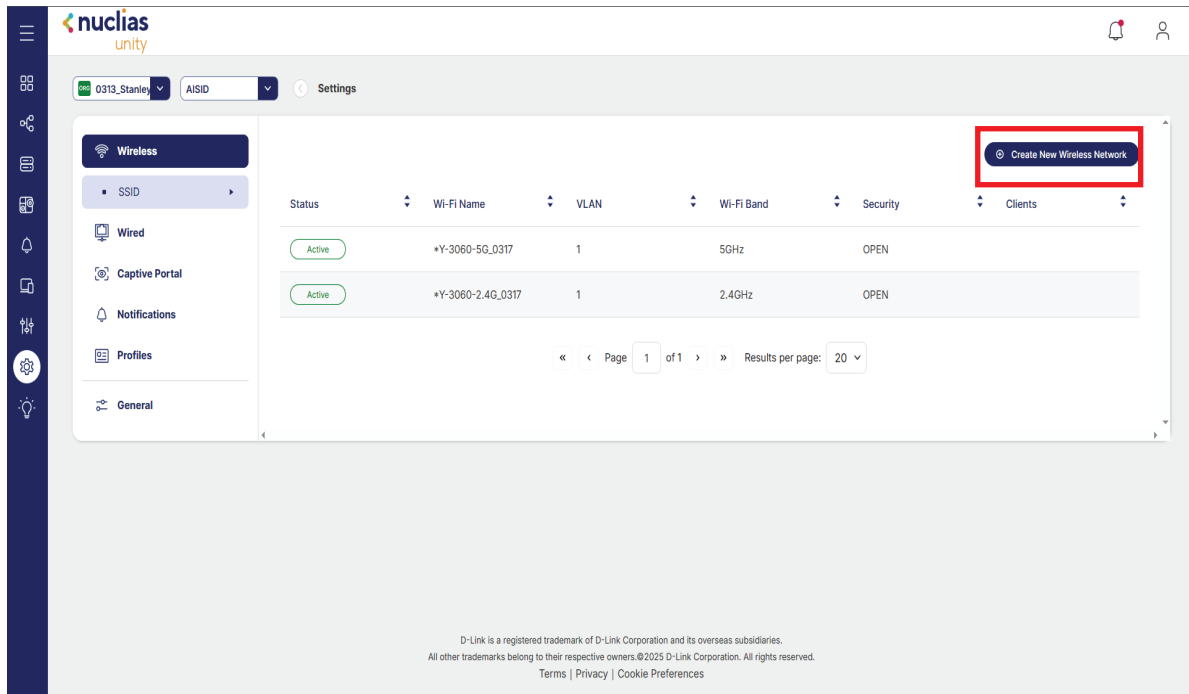 nuclias
unity
ORG 0313_Stanley AISID Settings
Wireless
SSID
Wired
Captive Portal
Notifications
Profiles
General
Create New Wireless Network
Status Wi-Fi Name VLAN Wi-Fi Band Security Clients
Active *Y-3060-5G_0317 1 5GHz OPEN
Active *Y-3060-2.4G_0317 1 2.4GHz OPEN
« ‹ Page 1 of 1 › » Results per page: 20
D-Link is a registered trademark of D-Link Corporation and its overseas subsidiaries.
All other trademarks belong to their respective owners.©2025 D-Link Corporation. All rights reserved.
Terms | Privacy | Cookie Preferences